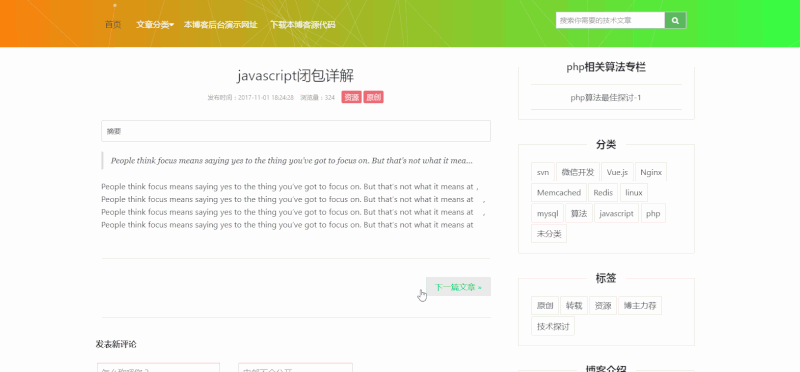 首页 文章分类 本博客后台演示网址 下载本博客源代码 搜索你需要的技术文章
javascript闭包详解
发布时间：2017-11-01 18:24:28 浏览量：324 资源 原创
摘要
People think focus means saying yes to the thing you've got to focus on. But that's not what it mea...
People think focus means saying yes to the thing you've got to focus on. But that's not what it means at ,
People think focus means saying yes to the thing you've got to focus on. But that's not what it means at ,
People think focus means saying yes to the thing you've got to focus on. But that's not what it means at ,
People think focus means saying yes to the thing you've got to focus on. But that's not what it means at
下一篇文章 »
发表新评论
php相关算法专栏
php算法最佳探讨-1
分类
svn 微信开发 Vue.js Nginx
Memcached Redis linux
mysql 算法 javascript php
未分类
标签
原创 转载 资源 博主力荐
技术探讨
博客介绍